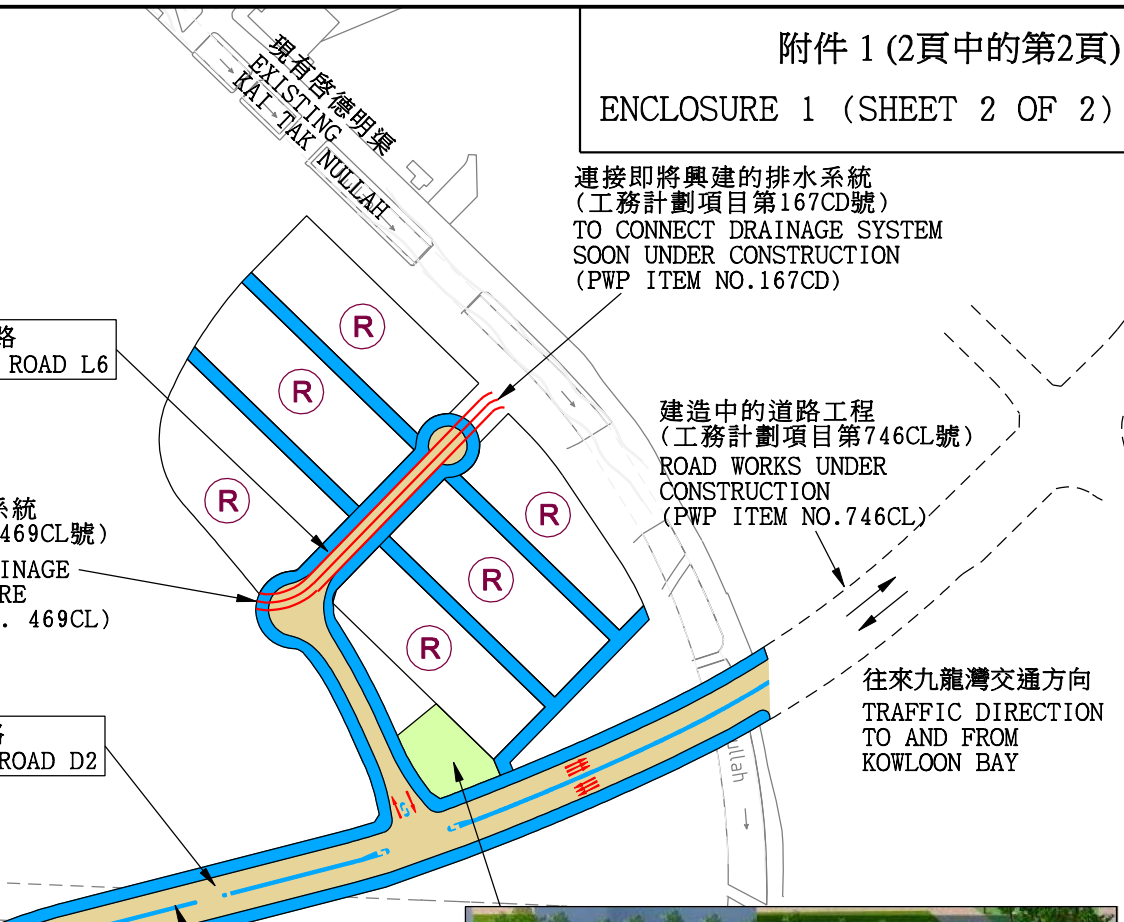 附件 1 (2頁中的第2頁)
ENCLOSURE 1 (SHEET 2 OF 2)
現有啓德明渠
EXISTING
KAI TAK NULLAH
連接即將興建的排水系統
(工務計劃項目第167CD號)
TO CONNECT DRAINAGE SYSTEM
SOON UNDER CONSTRUCTION
(PWP ITEM NO.167CD)
路
ROAD L6
R
R
R
R
R
R
建造中的道路工程
(工務計劃項目第746CL號)
ROAD WORKS UNDER
CONSTRUCTION
(PWP ITEM NO.746CL)
系統
469CL號)
INAGE
RE
. 469CL)
往來九龍灣交通方向
TRAFFIC DIRECTION
TO AND FROM
KOWLOON BAY
路
ROAD D2
ullah